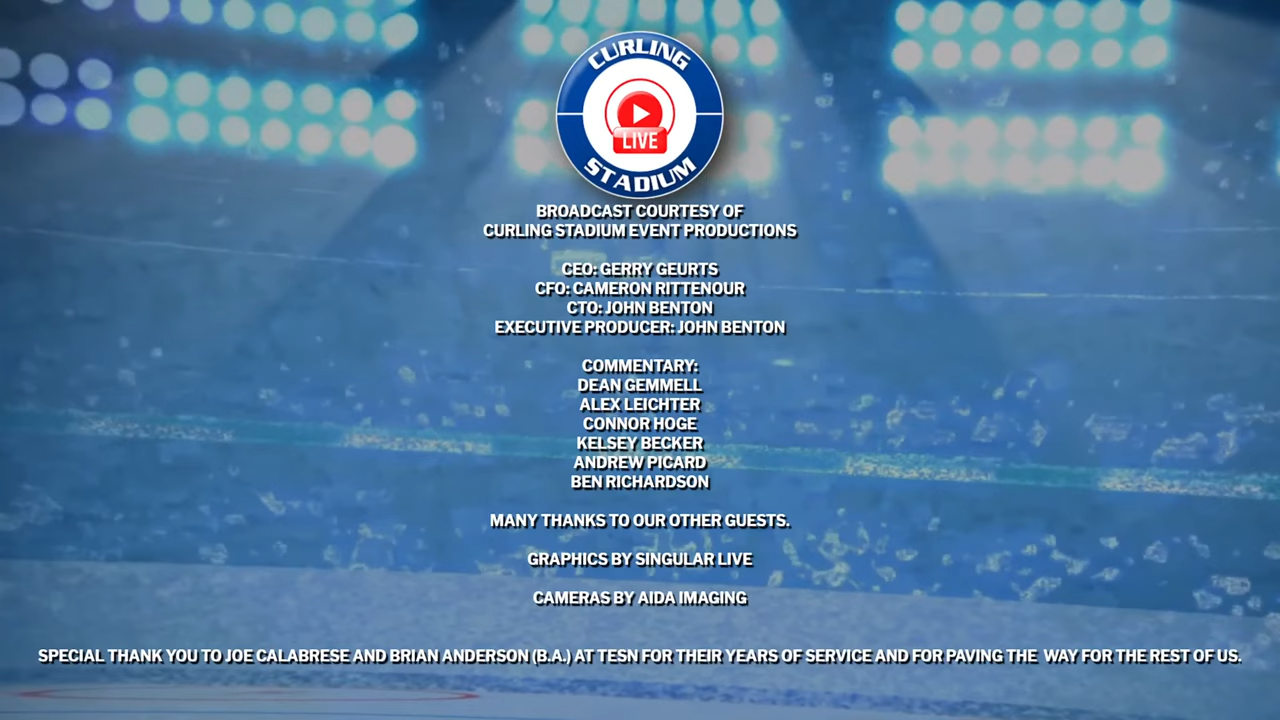 CURLING
LIVE
STADIUM
BROADCAST COURTESY OF
CURLING STADIUM EVENT PRODUCTIONS
CEO: GERRY GEURTS
CFO: CAMERON RITTENOUR
CTO: JOHN BENTON
EXECUTIVE PRODUCER: JOHN BENTON
COMMENTARY:
DEAN GEMMELL
ALEX LEICHTER
CONNOR HOGE
KELSEY BECKER
ANDREW PICARD
BEN RICHARDSON
MANY THANKS TO OUR OTHER GUESTS.
GRAPHICS BY SINGULAR LIVE
CAMERAS BY AIDA IMAGING
SPECIAL THANK YOU TO JOE CALABRESE AND BRIAN ANDERSON (B.A.) AT TESN FOR THEIR YEARS OF SERVICE AND FOR PAVING THE WAY FOR THE REST OF US.